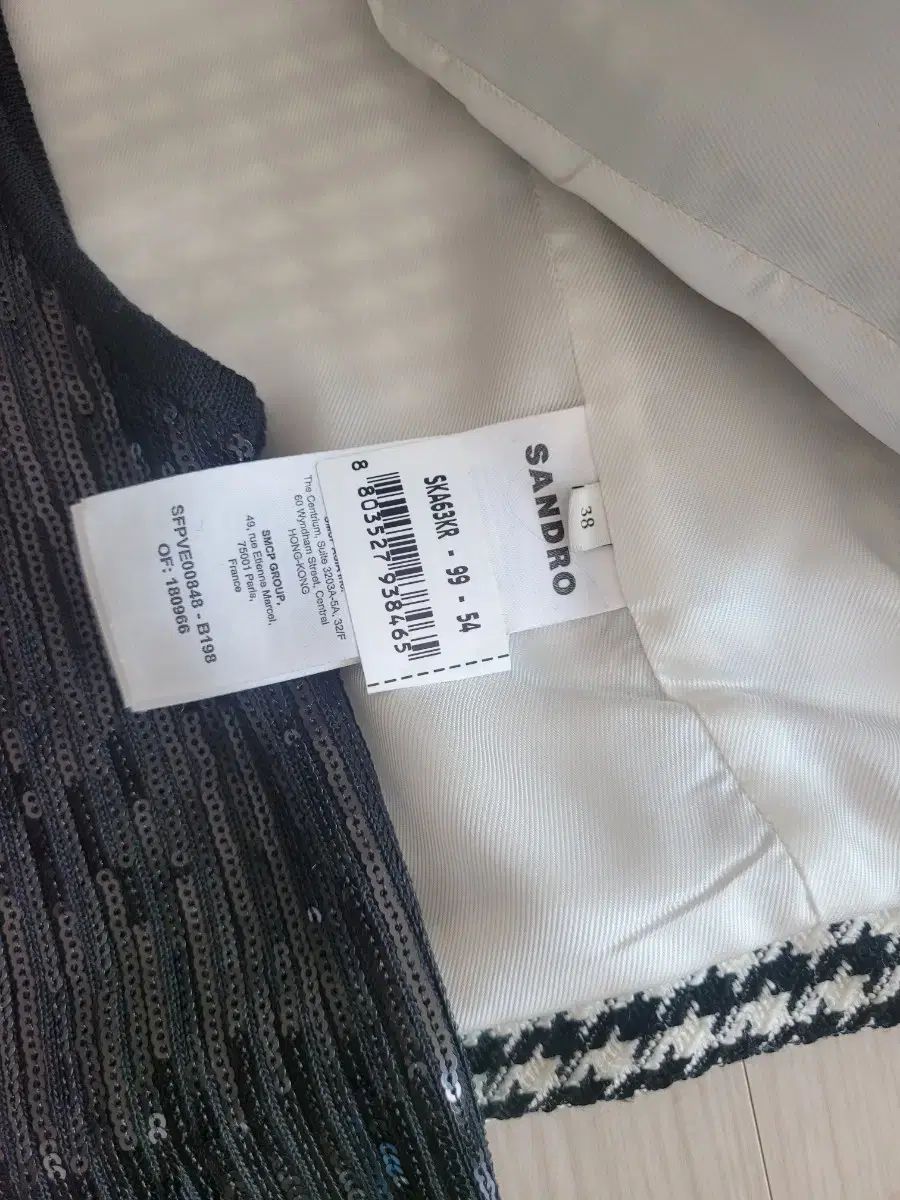 SANDRO
38
SKA63KR - 99 - 54
8 803527 938465
The Centrium, Suite 3203A-5A, 32/F
60 Wyndham Street, Central
HONG-KONG
SMCP GROUP,
49, rue Etienne Marcel,
75001 Paris,
France
SFPVE00848 - B198
OF: 180966